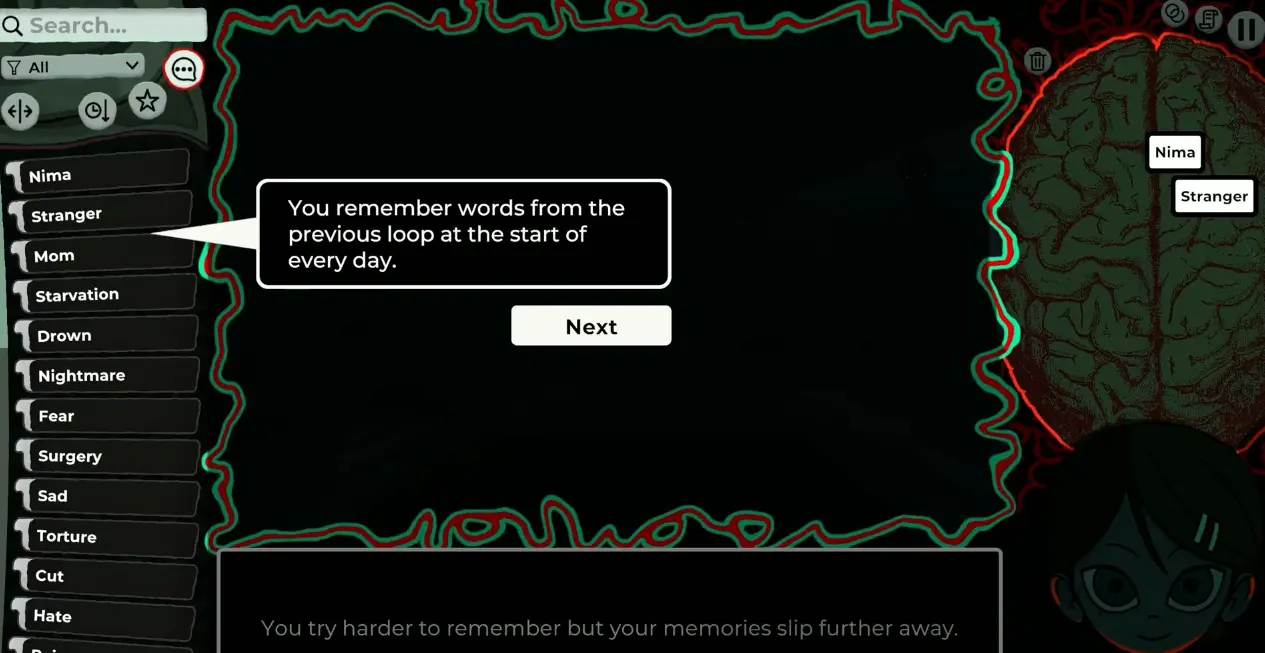 Search...
All
Nima
Stranger
Mom
Starvation
Drown
Nightmare
Fear
Surgery
Sad
Torture
Cut
Hate
You remember words from the
previous loop at the start of
every day.
Next
You try harder to remember but your memories slip further away.
Nima
Stranger